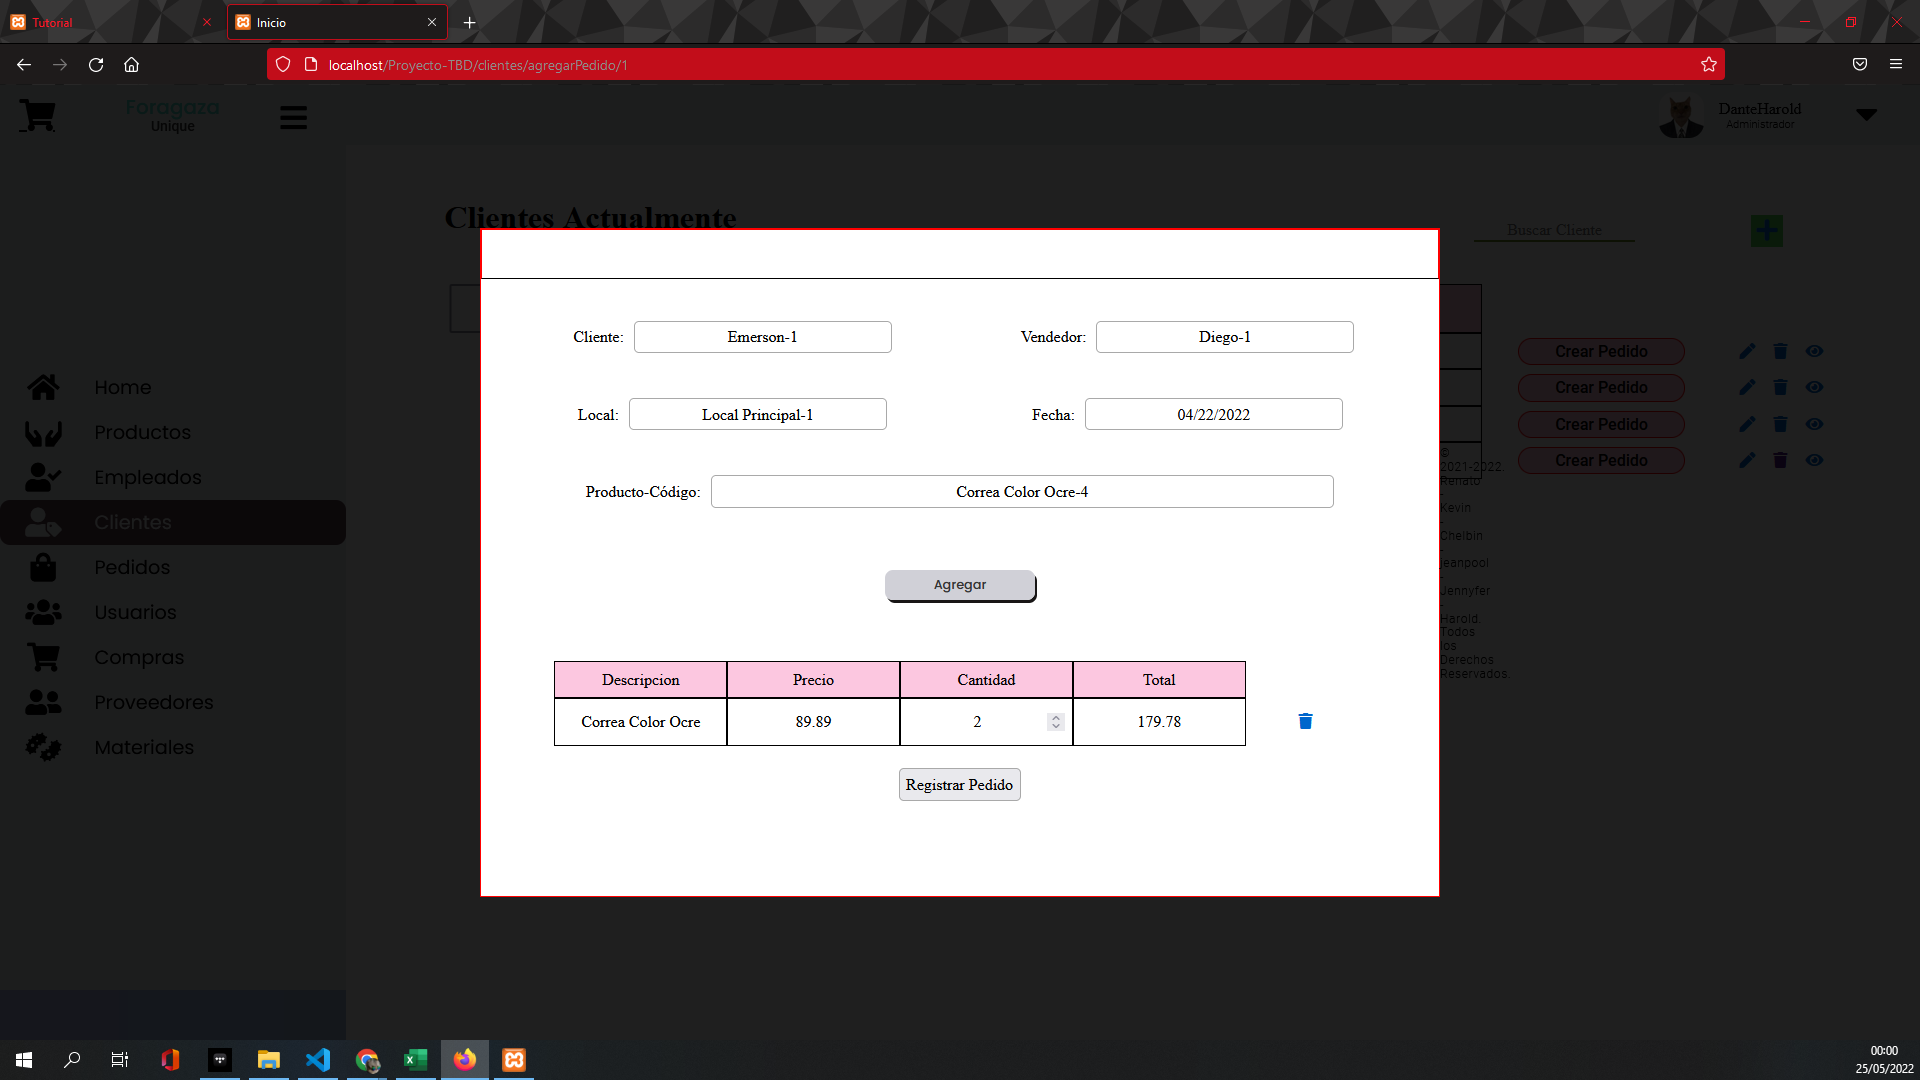 Tutorial
Inicio
localhost/Proyecto-TBD/clientes/agregarPedido/1
Foragaza
Unique
DanteHarold
Administrador
Clientes Actualmente
Buscar Cliente
Home
Productos
Empleados
Clientes
Pedidos
Usuarios
Compras
Proveedores
Materiales
Cliente: Emerson-1 Vendedor: Diego-1
Local: Local Principal-1 Fecha: 04/22/2022
Producto-Código: Correa Color Ocre-4
Agregar
Descripcion Precio Cantidad Total
Correa Color Ocre 89.89 2 179.78
Registrar Pedido
Crear Pedido
Crear Pedido
Crear Pedido
Crear Pedido
©
2021-2022.
Renato
-
Kevin
-
Chelbin
-
jeanpool
-
Jennyfer
-
Harold.
Todos
los
Derechos
Reservados.
00:00
25/05/2022